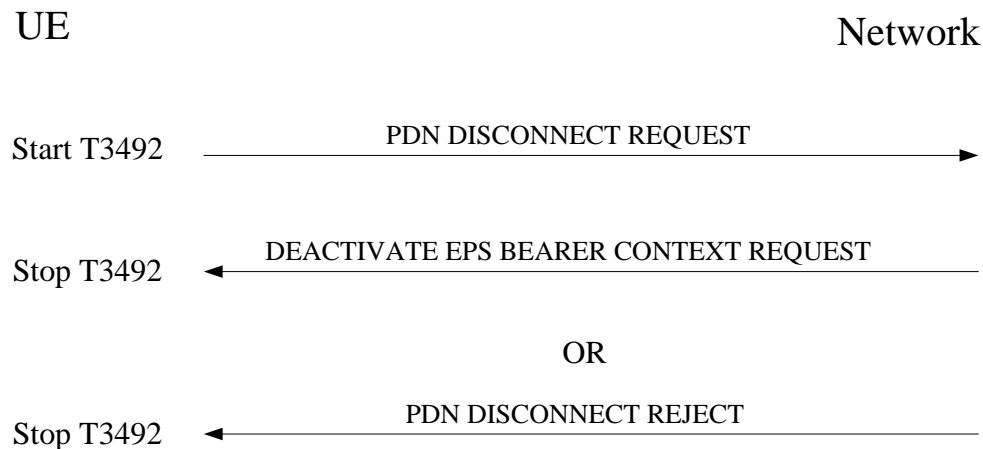 UE
Network
Start T3492
PDN DISCONNECT REQUEST
DEACTIVATE EPS BEARER CONTEXT REQUEST
Stop T3492
OR
PDN DISCONNECT REJECT
Stop T3492